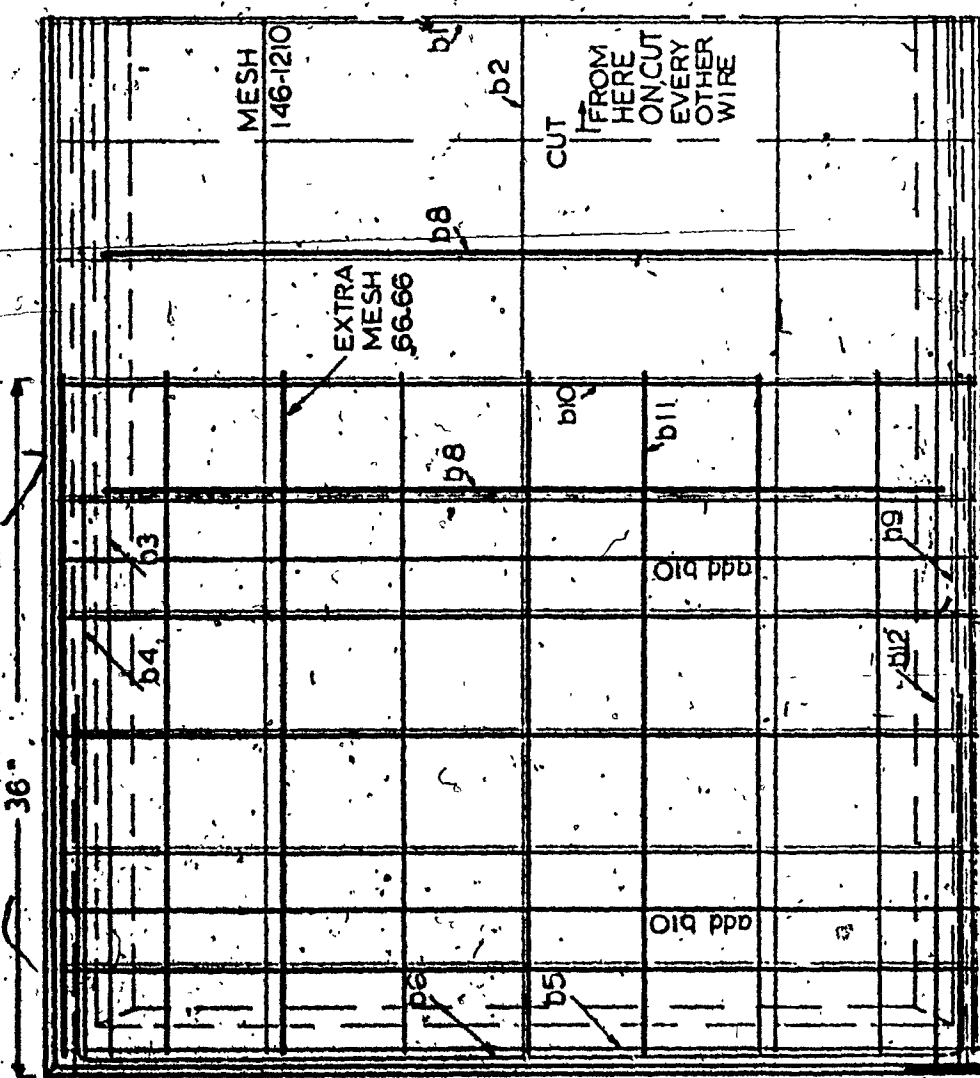 MESH
146-1210
b1
b2
CUT
FROM
HERE
ON,CUT
EVERY
OTHER
WIRE
b8
EXTRA
MESH
66-66
b10
b11
b8
b3
b9
add b10
b4
b12
36"
add b10
b6
b5